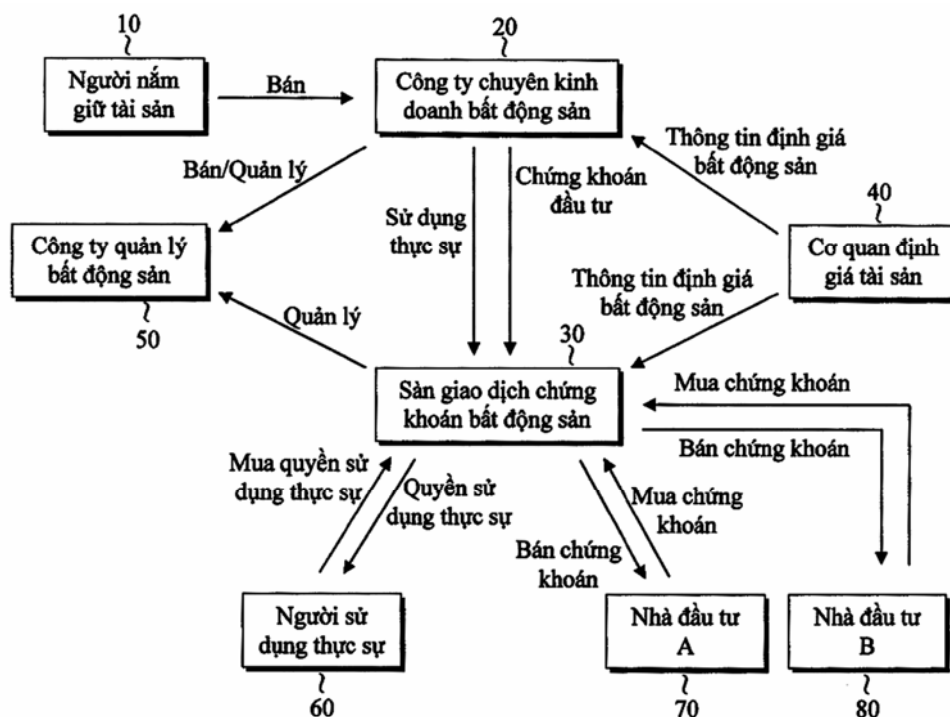 10
Người nắm
giữ tài sản
Bán
20
Công ty chuyên kinh
doanh bất động sản
Thông tin định giá
bất động sản
40
Cơ quan định
giá tài sản
Bán/Quản lý
Chứng khoán
đầu tư
Sử dụng
thực sự
Công ty quản lý
bất động sản
50
Thông tin định giá
bất động sản
Quản lý
30
Sàn giao dịch chứng
khoán bất động sản
Mua chứng khoán
Bán chứng khoán
Mua quyền sử
dụng thực sự
Quyền sử
dụng thực sự
Mua chứng
khoán
Bán chứng
khoán
Người sử
dụng thực sự
60
Nhà đầu tư
A
70
Nhà đầu tư
B
80